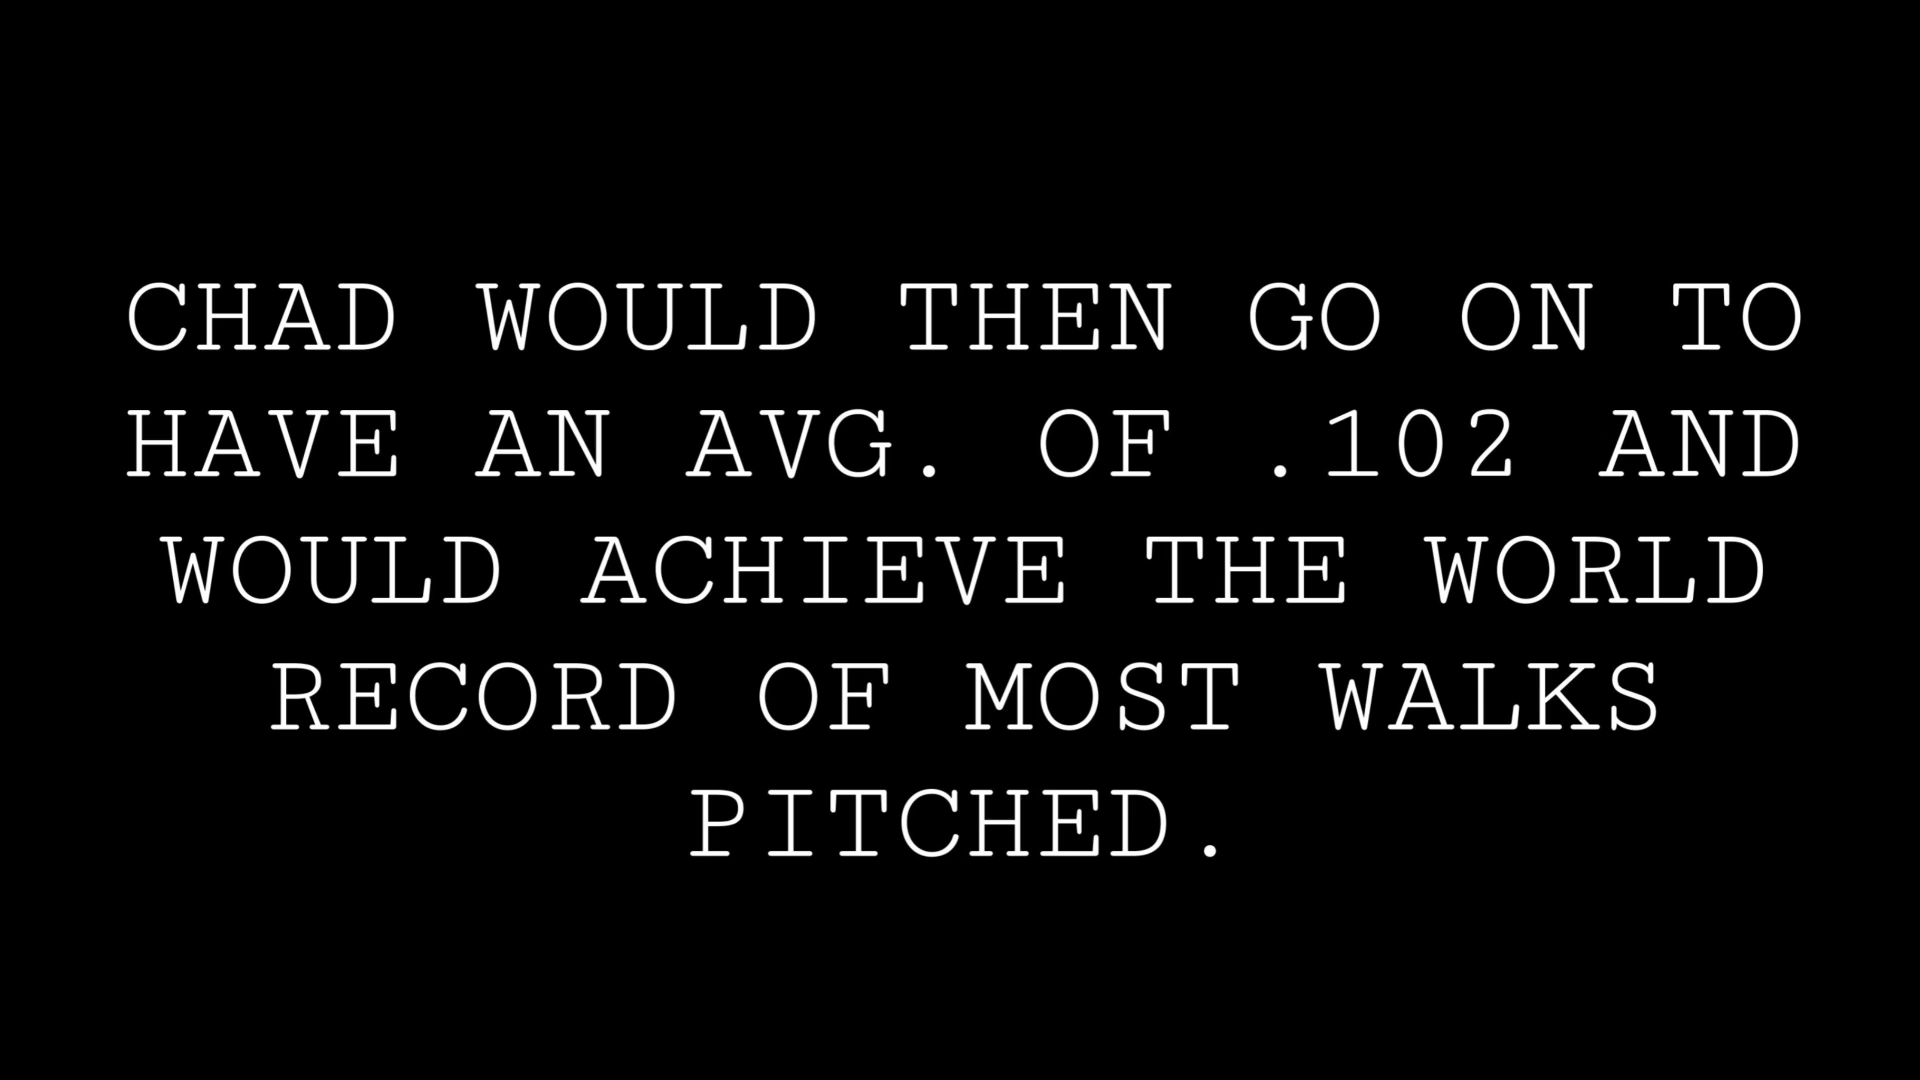 CHAD WOULD THEN GO ON TO
HAVE AN AVG. OF .102 AND
WOULD ACHIEVE THE WORLD
RECORD OF MOST WALKS
PITCHED.